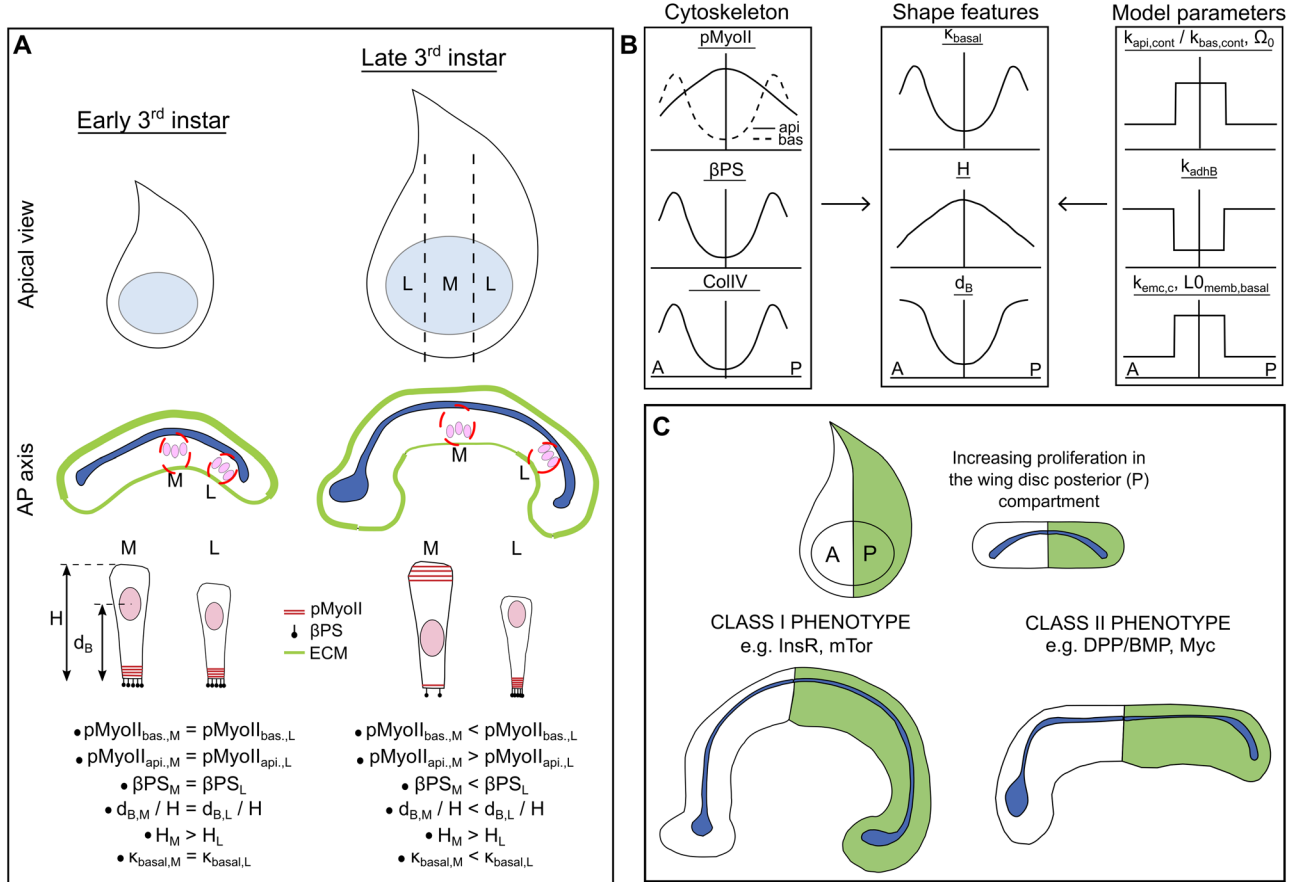 A
Early 3rd instar
Late 3rd instar
Apical view
L M L
AP axis
M
L
M
L
M L
H
dB
M L
pMyoII
βPS
ECM
• pMyoIIbas.,M = pMyoIIbas.,L
• pMyoIIapi.,M = pMyoIIapi.,L
• βPSM = βPSL
• dB,M / H = dB,L / H
• HM > HL
• κbasal,M = κbasal,L
• pMyoIIbas.,M < pMyoIIbas.,L
• pMyoIIapi.,M > pMyoIIapi.,L
• βPSM < βPSL
• dB,M / H < dB,L / H
• HM > HL
• κbasal,M < κbasal,L
B
Cytoskeleton
pMyoII
api
bas
βPS
ColIV
A P
Shape features
κbasal
H
dB
A P
Model parameters
kapi,cont / kbas,cont, Ω0
kadhB
kemc,c, L0memb,basal
A P
C
A P
Increasing proliferation in
the wing disc posterior (P)
compartment
CLASS I PHENOTYPE
e.g. InsR, mTor
CLASS II PHENOTYPE
e.g. DPP/BMP, Myc